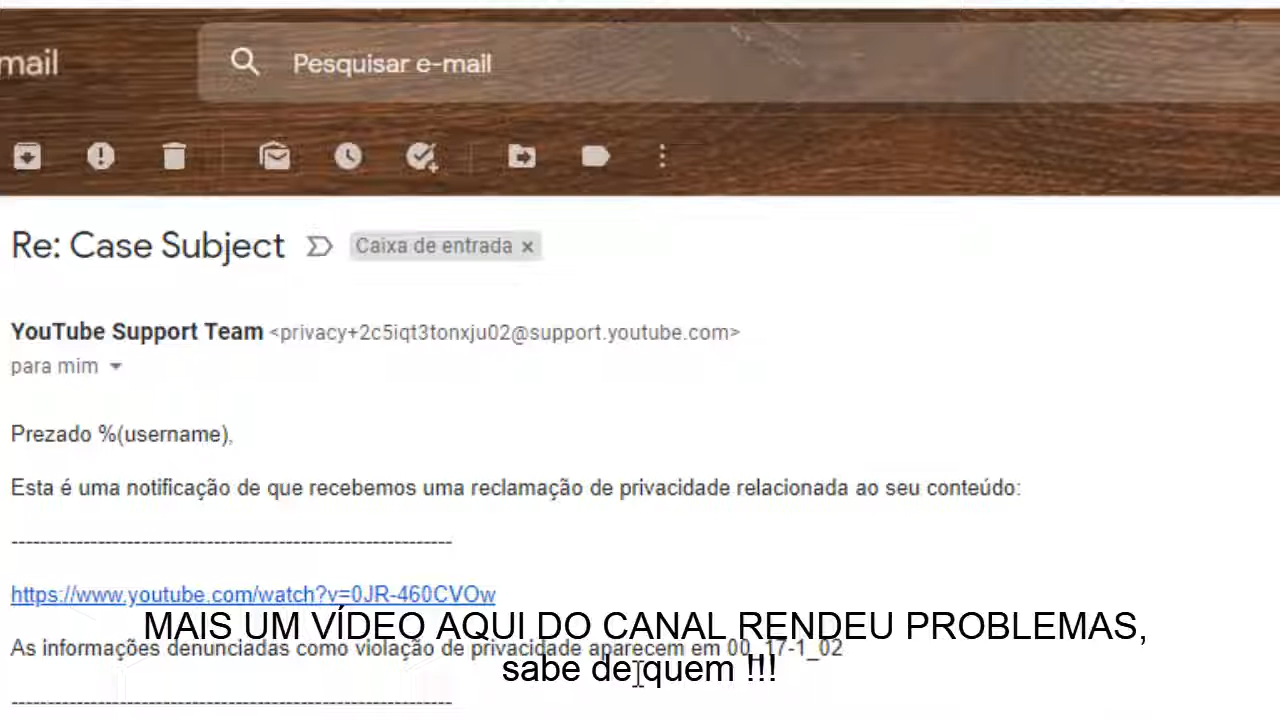 mail
Pesquisar e-mail
Re: Case Subject
Caixa de entrada ×
YouTube Support Team <privacy+2c5iqt3tonxju02@support.youtube.com>
para mim
Prezado %(username),
Esta é uma notificação de que recebemos uma reclamação de privacidade relacionada ao seu conteúdo:
---------------------------------------------------------------
https://www.youtube.com/watch?v=0JR-460CVOw
MAIS UM VÍDEO AQUI DO CANAL RENDEU PROBLEMAS,
As informações denunciadas como violação de privacidade aparecem em 00_17-1_02
sabe de quem !!!
---------------------------------------------------------------